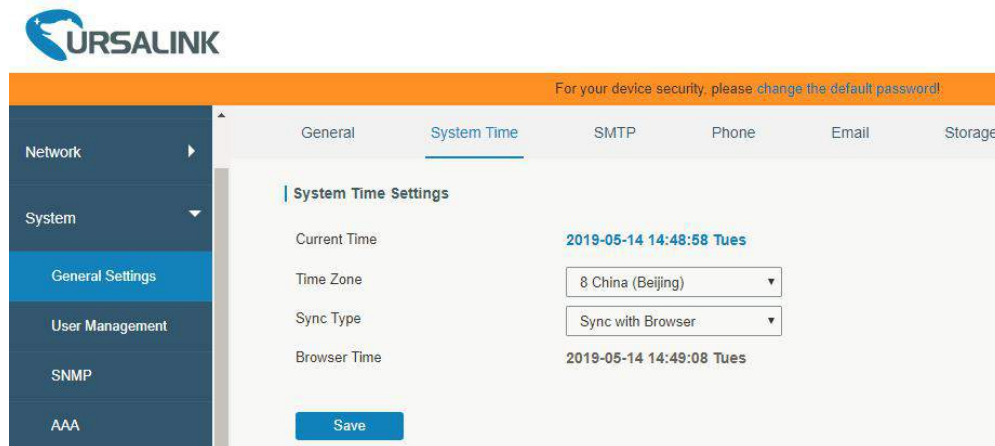 URSALINK
For your device security, please change the default password!
General System Time SMTP Phone Email Storage
Network
System
General Settings
User Management
SNMP
AAA
System Time Settings
Current Time 2019-05-14 14:48:58 Tues
Time Zone 8 China (Beijing)
Sync Type Sync with Browser
Browser Time 2019-05-14 14:49:08 Tues
Save